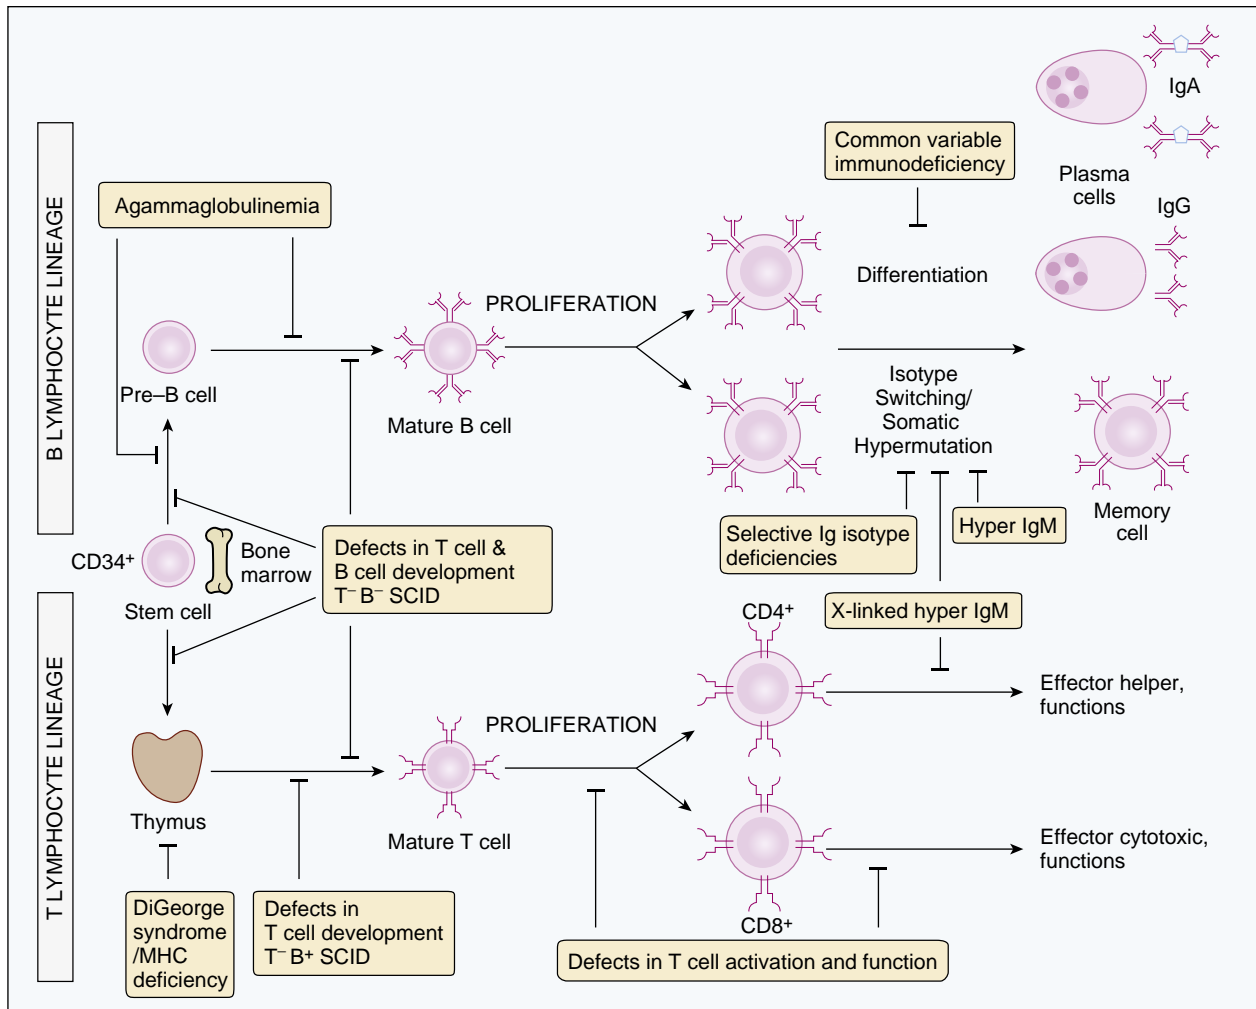 B LYMPHOCYTE LINEAGE
T LYMPHOCYTE LINEAGE
Agammaglobulinemia
Pre–B cell
CD34⁺
Stem cell
Bone
marrow
Mature B cell
PROLIFERATION
Common variable
immunodeficiency
Differentiation
Isotype
Switching/
Somatic
Hypermutation
IgA
Plasma
cells
IgG
Memory
cell
Selective Ig isotype
deficiencies
Hyper IgM
X-linked hyper IgM
Defects in T cell &
B cell development
T⁻ B⁻ SCID
Thymus
Mature T cell
PROLIFERATION
CD4⁺
CD8⁺
Effector helper,
functions
Effector cytotoxic,
functions
DiGeorge
syndrome
/MHC
deficiency
Defects in
T cell development
T⁻ B⁺ SCID
Defects in T cell activation and function